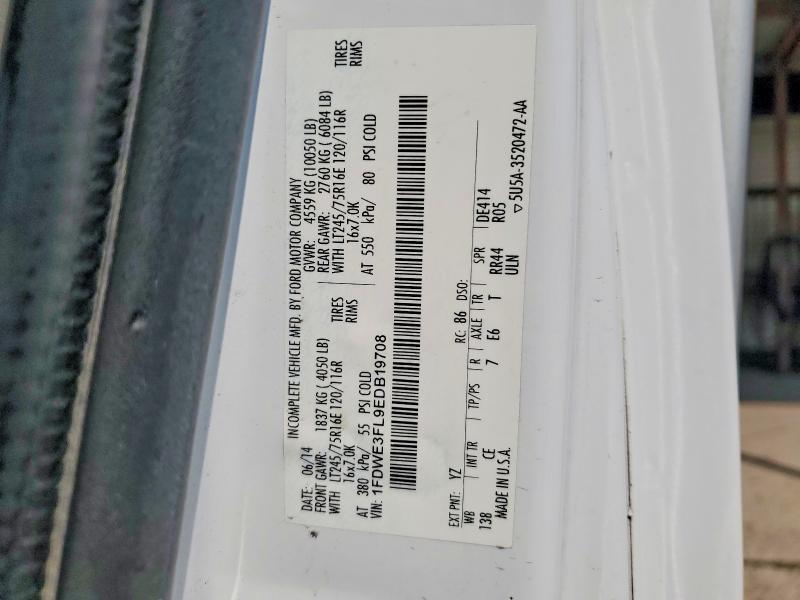 INCOMPLETE VEHICLE MFD. BY FORD MOTOR COMPANY
DATE: 06/14 GVWR: 4559 KG (10050 LB)
FRONT GAWR: 1837 KG ( 4050 LB) REAR GAWR: 2760 KG ( 6084 LB)
WITH LT245/75R16E 120/116R TIRES WITH LT245/75R16E 120/116R TIRES
16x7.0K RIMS 16x7.0K RIMS
AT 380 kPa/ 55 PSI COLD AT 550 kPa/ 80 PSI COLD
VIN: 1FDWE3FL9EDB19708
EXT PNT: YZ RC: 86 DSO:
WB INT TR TP/PS R AXLE TR SPR DE414
138 CE 7 E6 T RR44 R05
MADE IN U.S.A. ULN
▽5U5A-3520472-AA